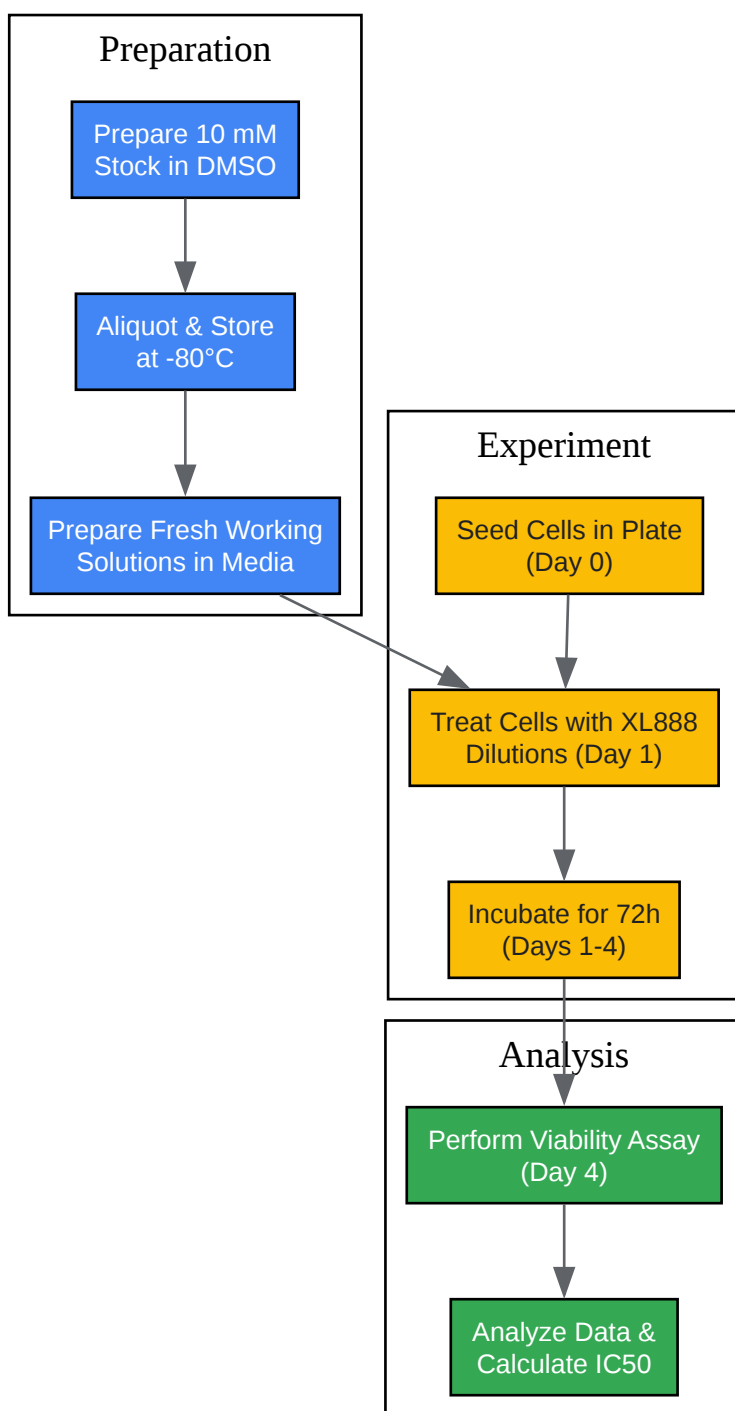 Preparation
Prepare 10 mM
Stock in DMSO
Aliquot & Store
at -80°C
Prepare Fresh Working
Solutions in Media
Experiment
Seed Cells in Plate
(Day 0)
Treat Cells with XL888
Dilutions (Day 1)
Incubate for 72h
(Days 1-4)
Analysis
Perform Viability Assay
(Day 4)
Analyze Data &
Calculate IC50